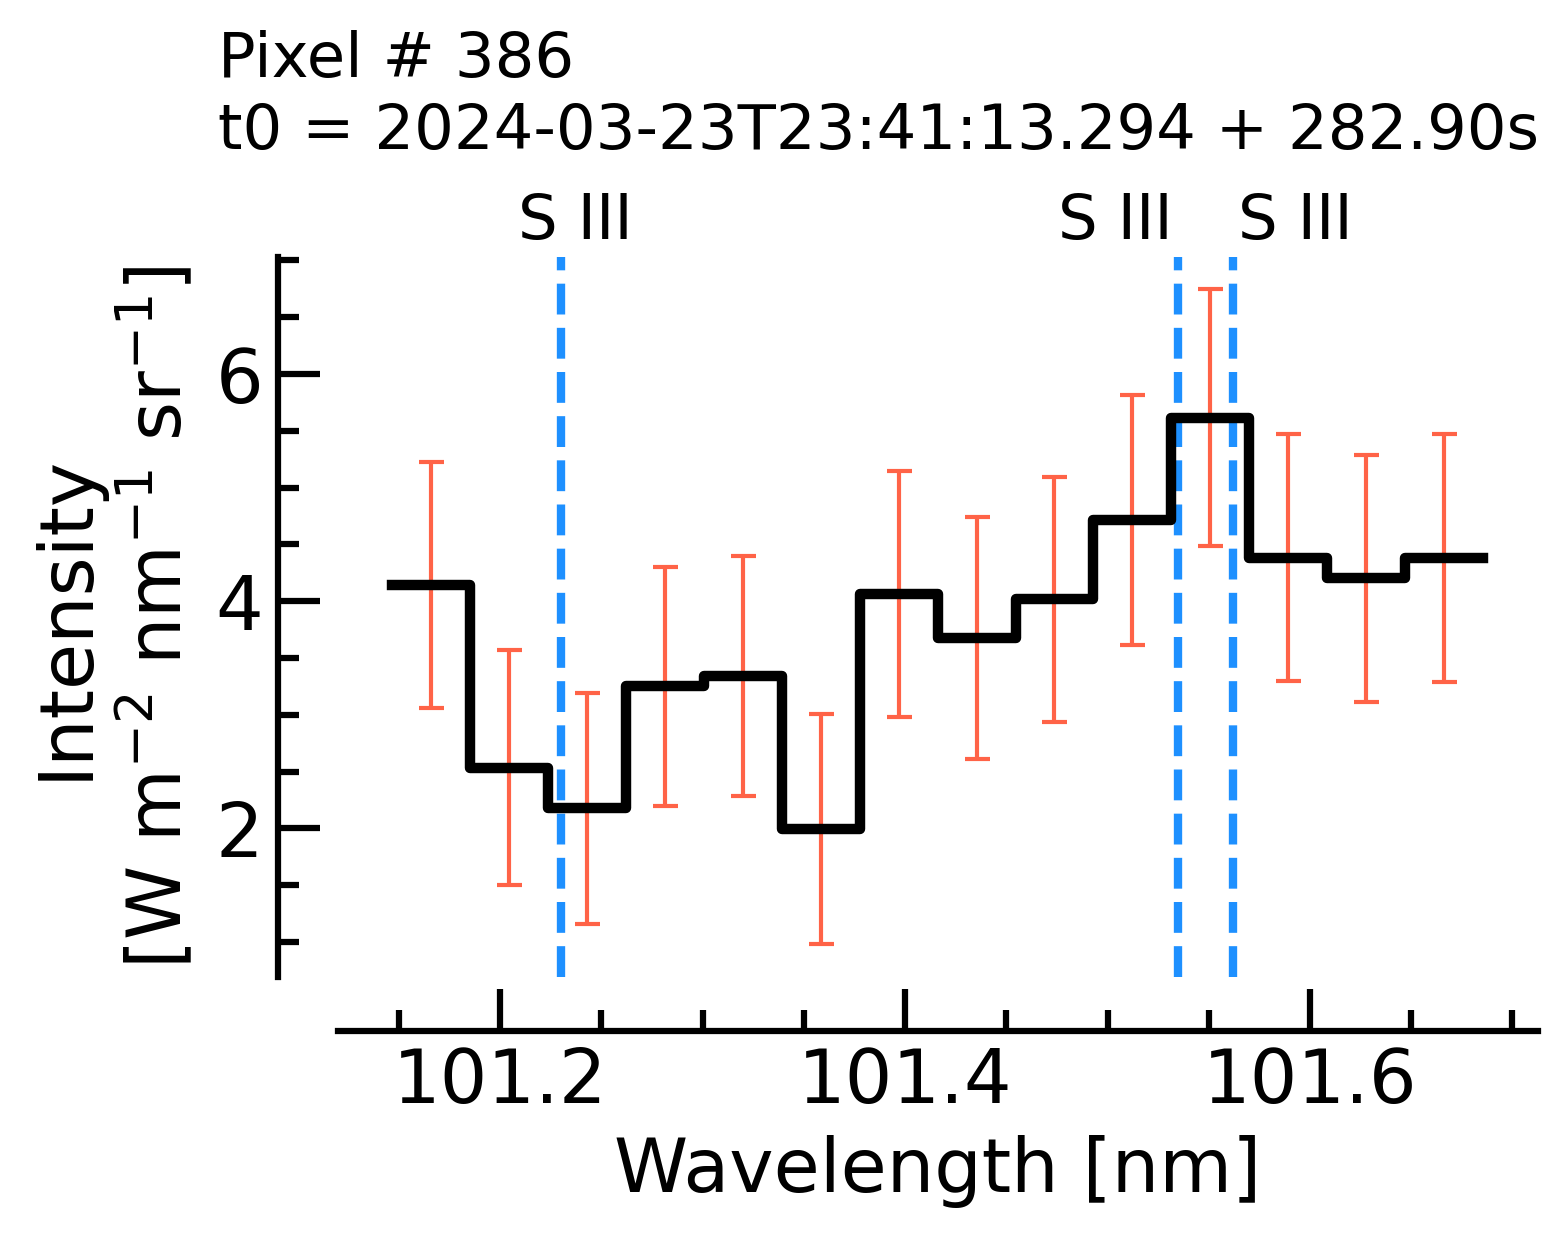 Pixel # 386
t0 = 2024-03-23T23:41:13.294 + 282.90s
S III S III S III
Intensity
[W m⁻² nm⁻¹ sr⁻¹]
6
4
2
101.2 101.4 101.6
Wavelength [nm]